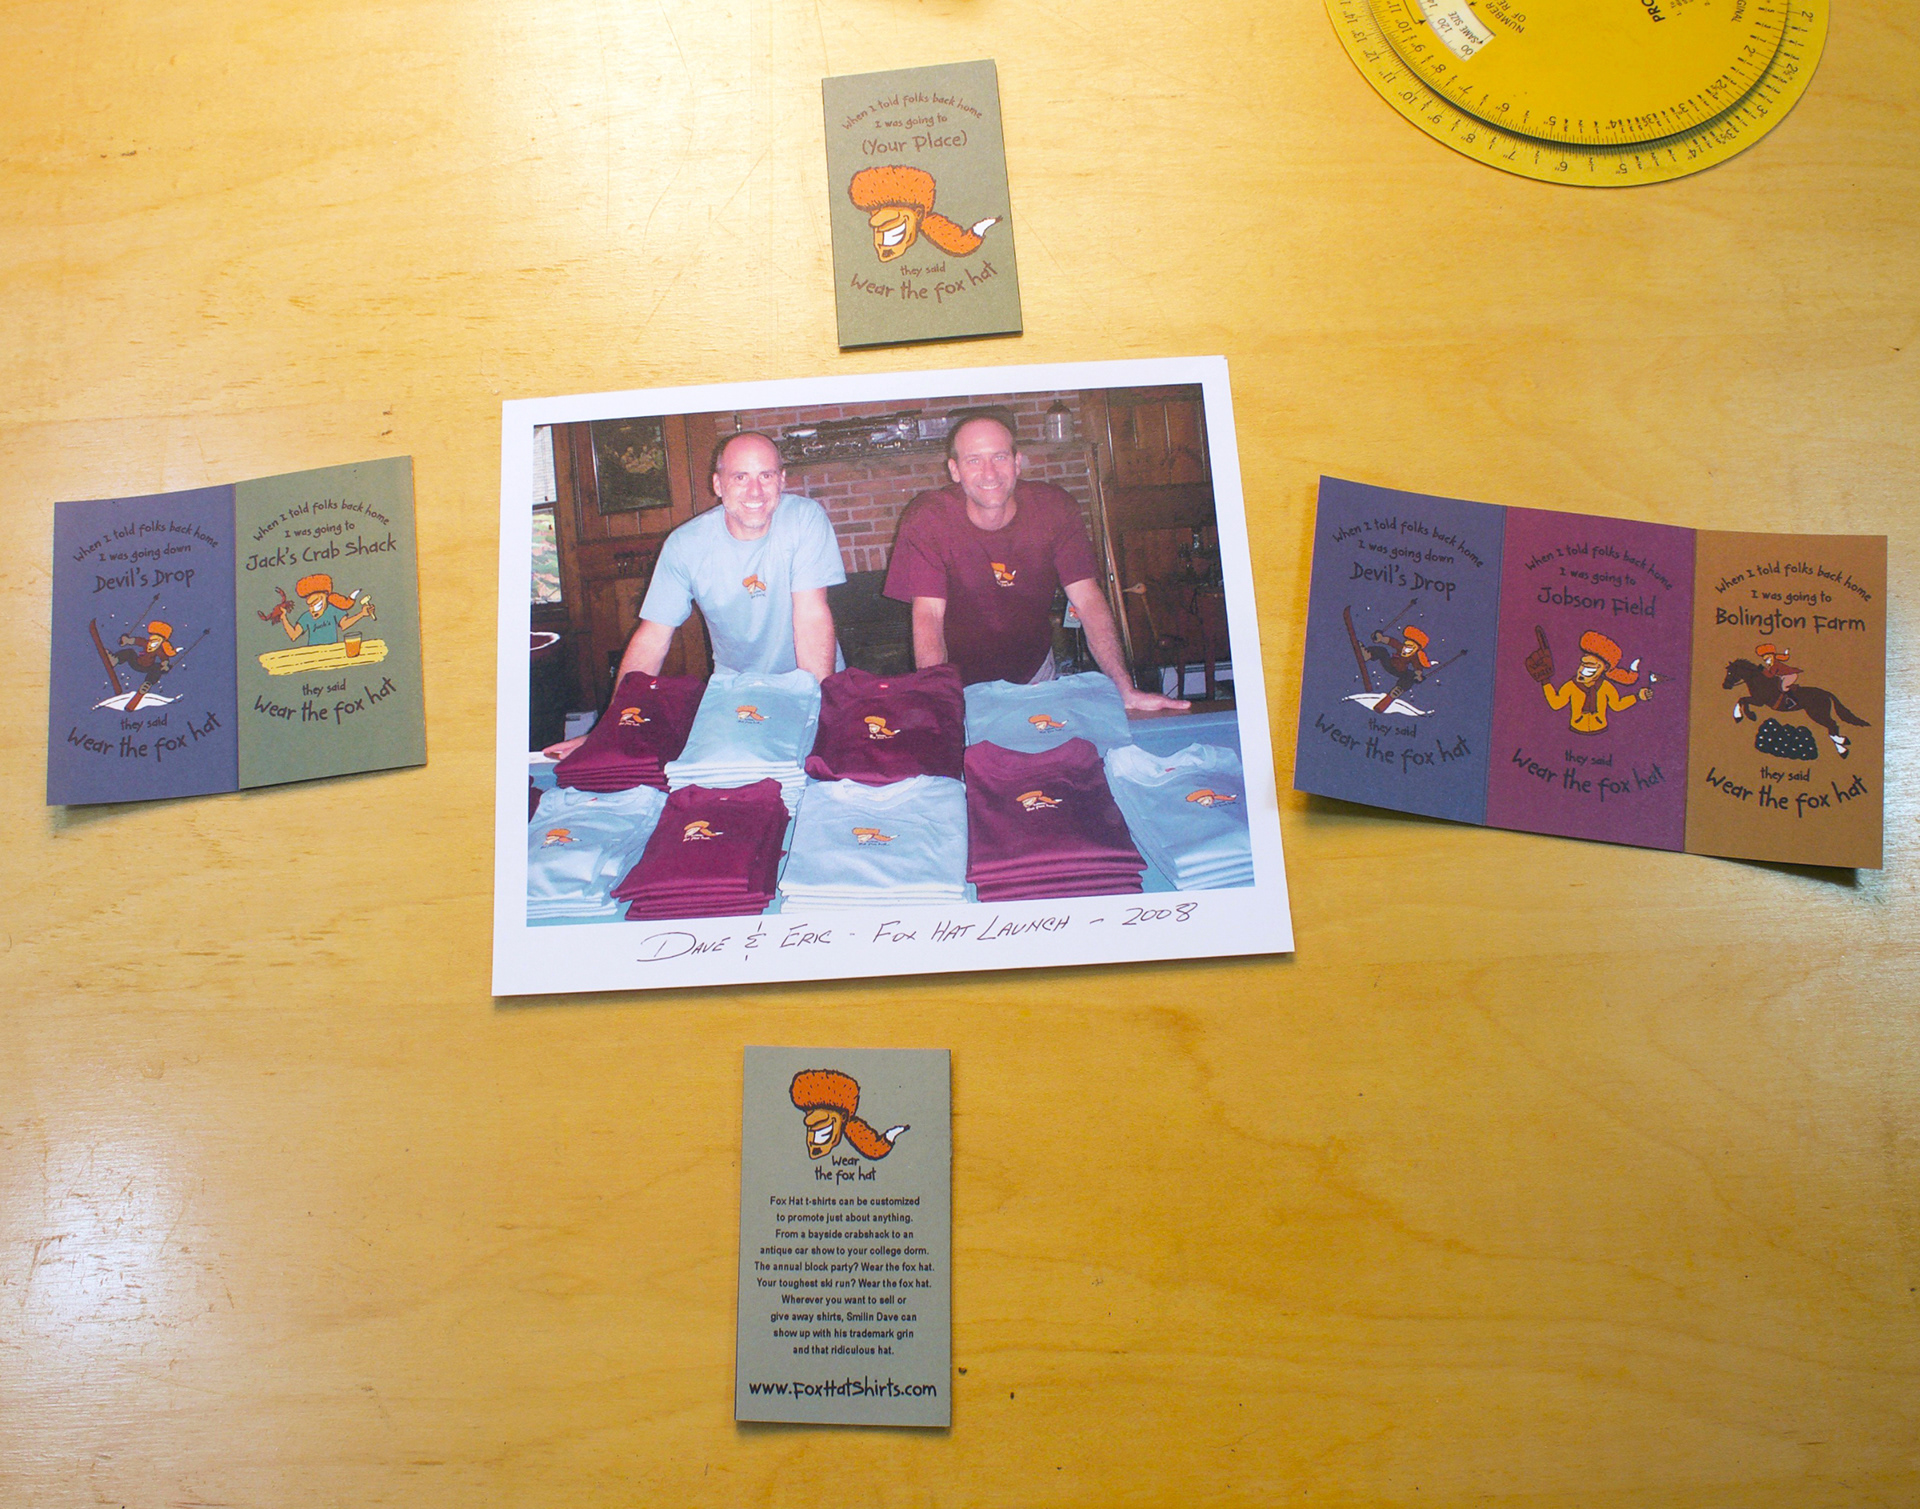 When I told folks back home
I was going to
(Your Place)
they said
Wear the fox hat
NUMBER
OF RE
SAME SIZE
PRO
GINAL
When I told folks back home
I was going down
Devil's Drop
they said
Wear the fox hat
When I told folks back home
I was going to
Jack's Crab Shack
Jack's
they said
Wear the fox hat
When I told folks back home
I was going down
Devil's Drop
they said
Wear the fox hat
When I told folks back home
I was going to
Jobson Field
they said
Wear the fox hat
When I told folks back home
I was going to
Bolington Farm
they said
Wear the fox hat
Dave & Eric - Fox Hat Launch - 2008
Wear
the fox hat
Fox Hat t-shirts can be customized
to promote just about anything.
From a bayside crabshack to an
antique car show to your college dorm.
The annual block party? Wear the fox hat.
Your toughest ski run? Wear the fox hat.
Wherever you want to sell or
give away shirts, Smilin Dave can
show up with his trademark grin
and that ridiculous hat.
www.FoxHatShirts.com